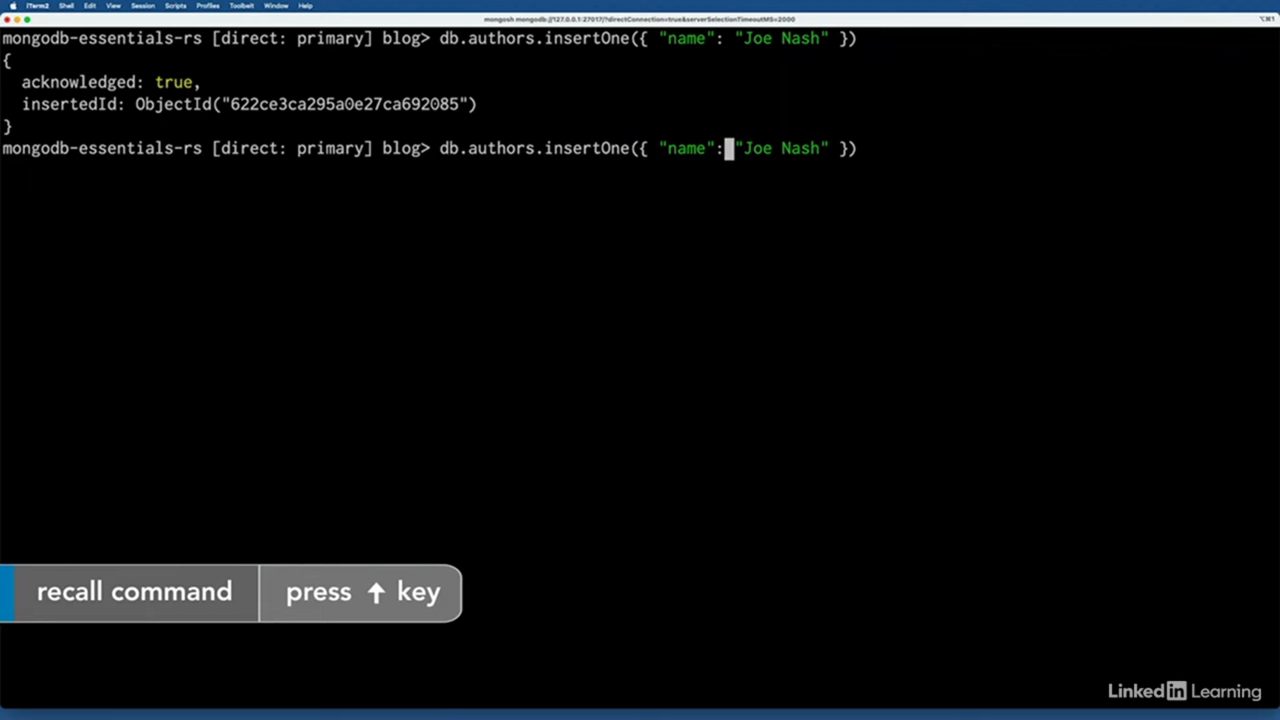 iTerm2 Shell Edit View Session Scripts Profiles Toolbelt Window Help
mongosh mongodb://127.0.0.1:27017/?directConnection=true&serverSelectionTimeoutMS=2000
⌥⌘1
mongodb-essentials-rs [direct: primary] blog> db.authors.insertOne({ "name": "Joe Nash" })
{
  acknowledged: true,
  insertedId: ObjectId("622ce3ca295a0e27ca692085")
}
mongodb-essentials-rs [direct: primary] blog> db.authors.insertOne({ "name": "Joe Nash" })
recall command press ↑ key
LinkedIn Learning